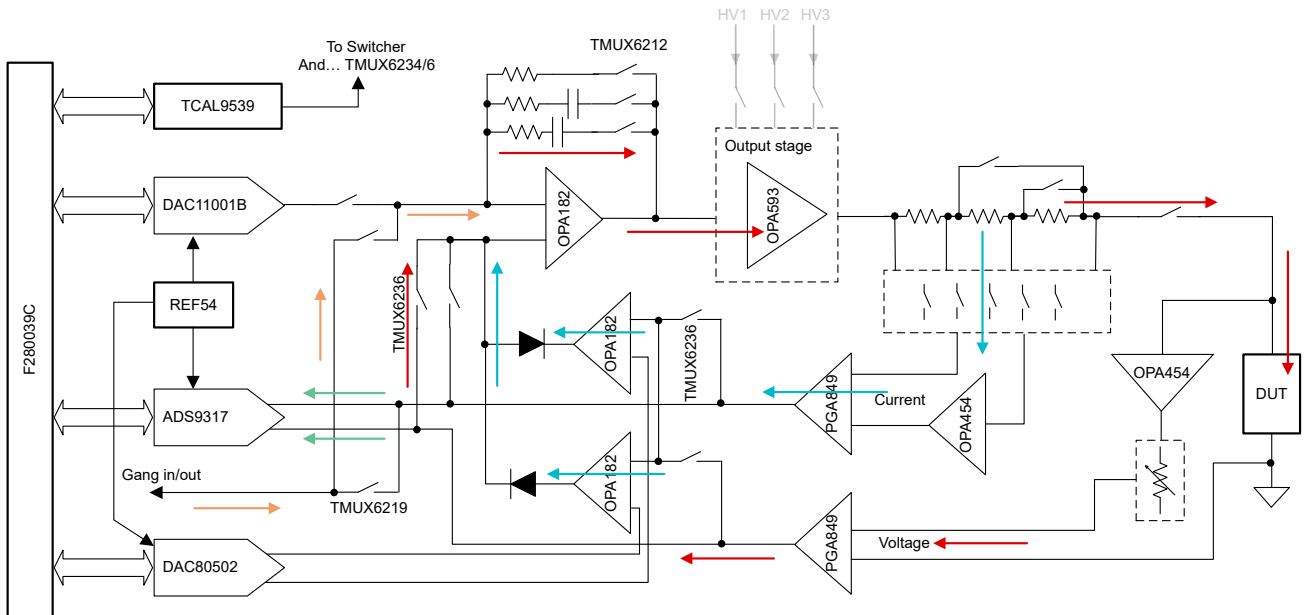 HV1
HV2
HV3
To Switcher
And... TMUX6234/6
TMUX6212
TCAL9539
Output stage
DAC11001B
OPA182
OPA593
F280039C
REF54
TMUX6236
OPA182
TMUX6236
PGA849
Current
OPA454
OPA454
DUT
ADS9317
Gang in/out
TMUX6219
OPA182
PGA849
Voltage
DAC80502